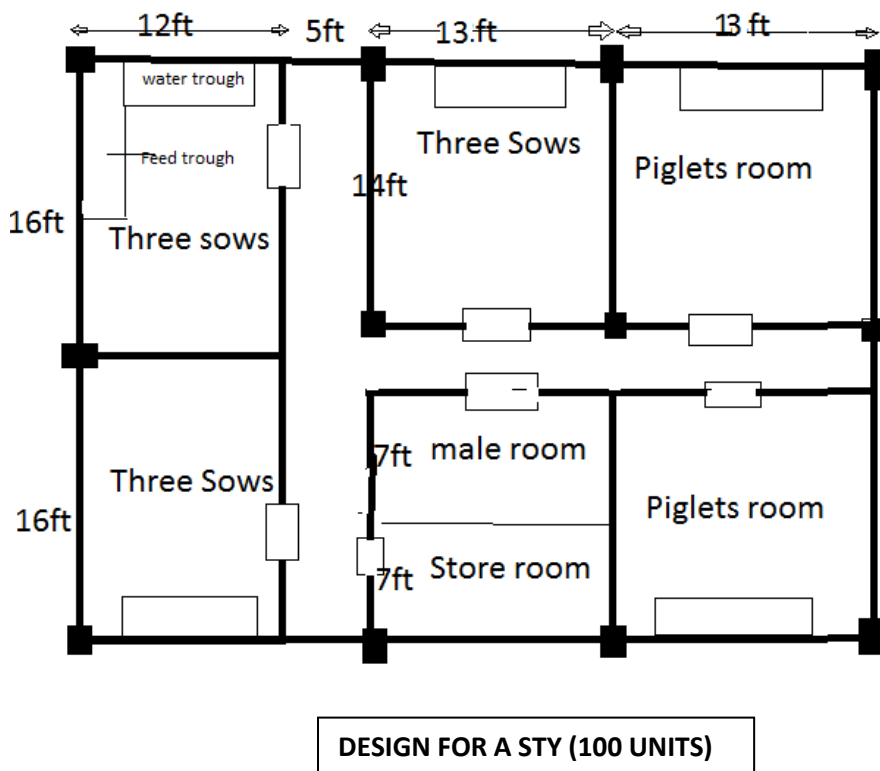 12ft
5ft
13.ft
13 ft
water trough
Feed trough
Three Sows
Piglets room
14ft
16ft
Three sows
male room
7ft
Three Sows
Piglets room
16ft
Store room
7ft
DESIGN FOR A STY (100 UNITS)